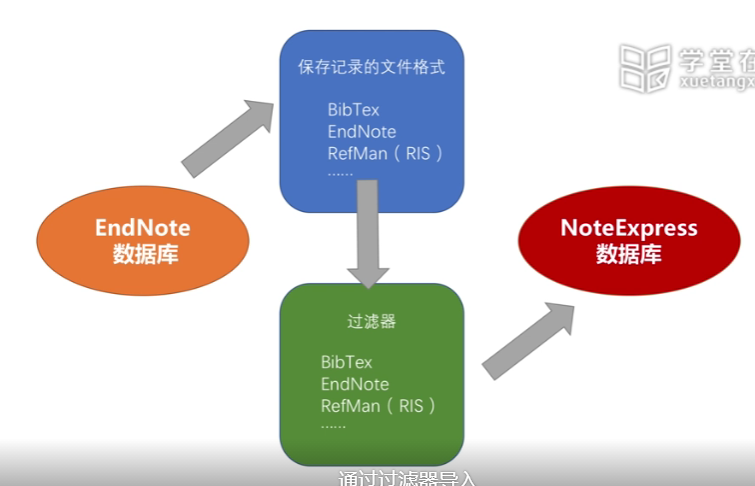 学堂在
xuetangx
保存记录的文件格式
BibTex
EndNote
RefMan（RIS）
……
EndNote
数据库
NoteExpress
数据库
过滤器
BibTex
EndNote
RefMan（RIS）
……
通过过滤器导入